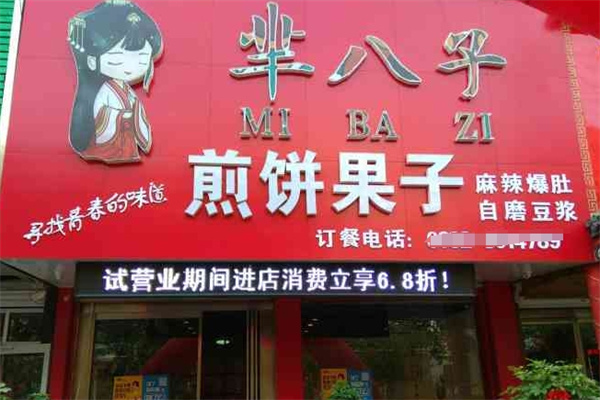 芈八子
MI BA ZI
煎饼果子
麻辣爆肚
自磨豆浆
寻找青春的味道
订餐电话:
试营业期间进店消费立享6.8折!